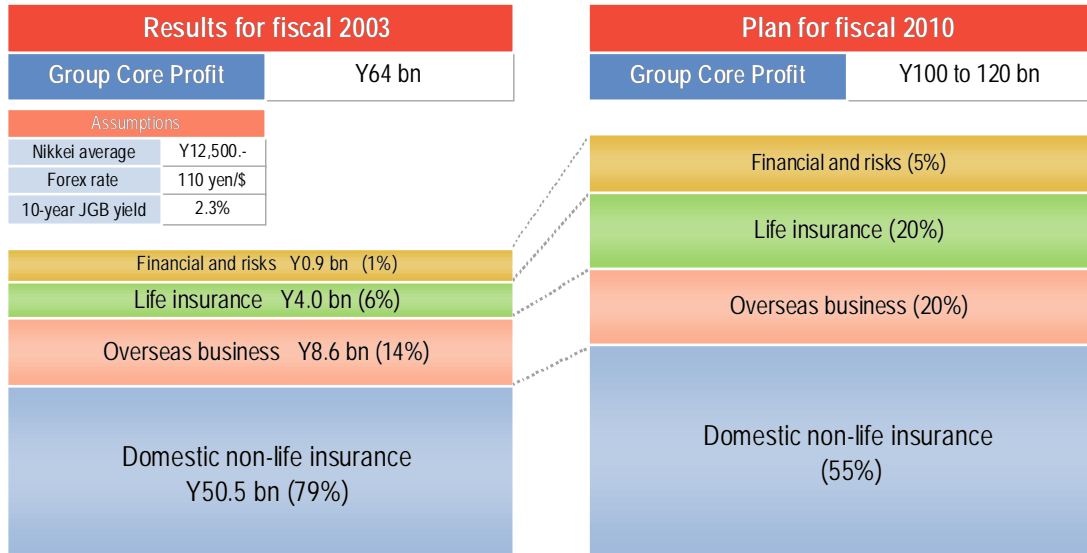 Results for fiscal 2003
Group Core Profit Y64 bn
Assumptions
Nikkei average Y12,500.-
Forex rate 110 yen/$
10-year JGB yield 2.3%
Financial and risks Y0.9 bn (1%)
Life insurance Y4.0 bn (6%)
Overseas business Y8.6 bn (14%)
Domestic non-life insurance
Y50.5 bn (79%)
Plan for fiscal 2010
Group Core Profit Y100 to 120 bn
Financial and risks (5%)
Life insurance (20%)
Overseas business (20%)
Domestic non-life insurance
(55%)